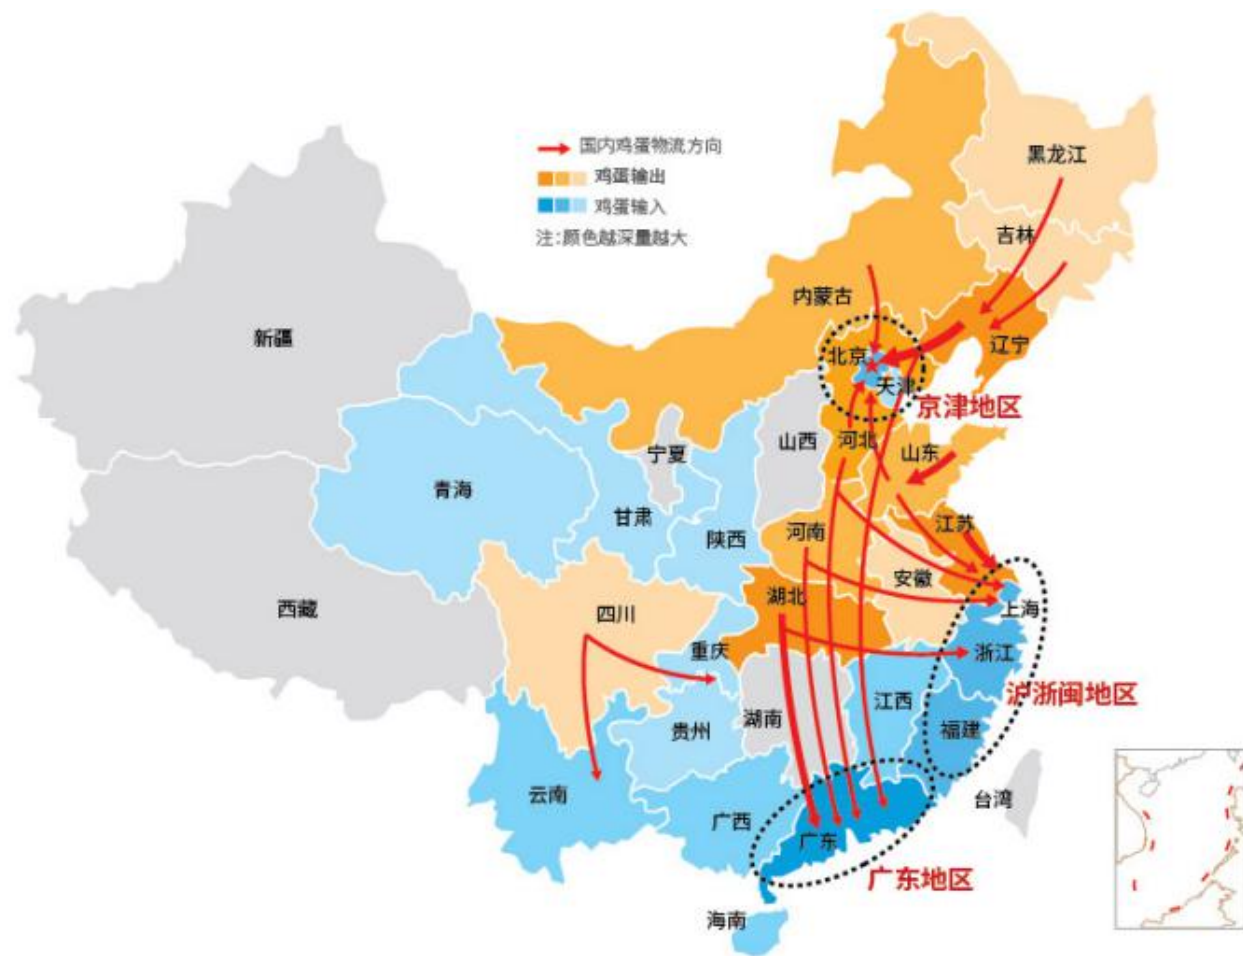 国内鸡蛋物流方向
鸡蛋输出
鸡蛋输入
注：颜色越深量越大
黑龙江
吉林
内蒙古
辽宁
新疆
北京
天津
京津地区
山西
河北
山东
宁夏
青海
甘肃
陕西
河南
江苏
安徽
湖北
上海
西藏
四川
重庆
浙江
沪浙闽地区
江西
湖南
贵州
福建
云南
广西
广东
台湾
广东地区
海南